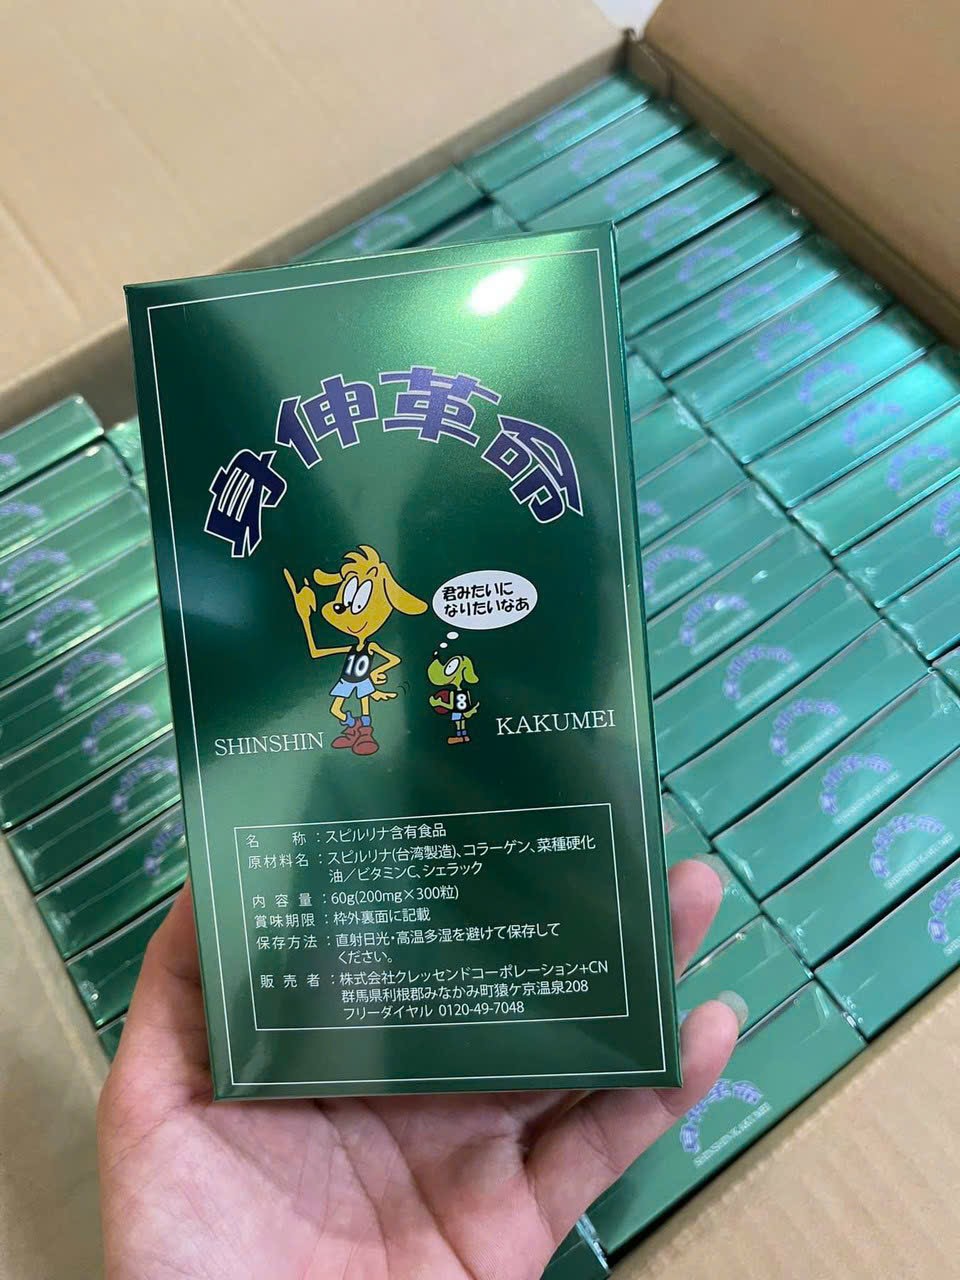 身伸革命
君みたいに
なりたいなあ
SHINSHIN
KAKUMEI
名称：スピルリナ含有食品
原材料名：スピルリナ(台湾製造)、コラーゲン、菜種硬化
油／ビタミンC、シェラック
内容量：60g(200mg×300粒)
賞味期限：枠外裏面に記載
保存方法：直射日光・高温多湿を避けて保存して
ください。
販売者：株式会社クレッセンドコーポレーション+CN
群馬県利根郡みなかみ町猿ケ京温泉208
フリーダイヤル 0120-49-7048
10
8
身伸革命
SHINSHIN KAKUMEI